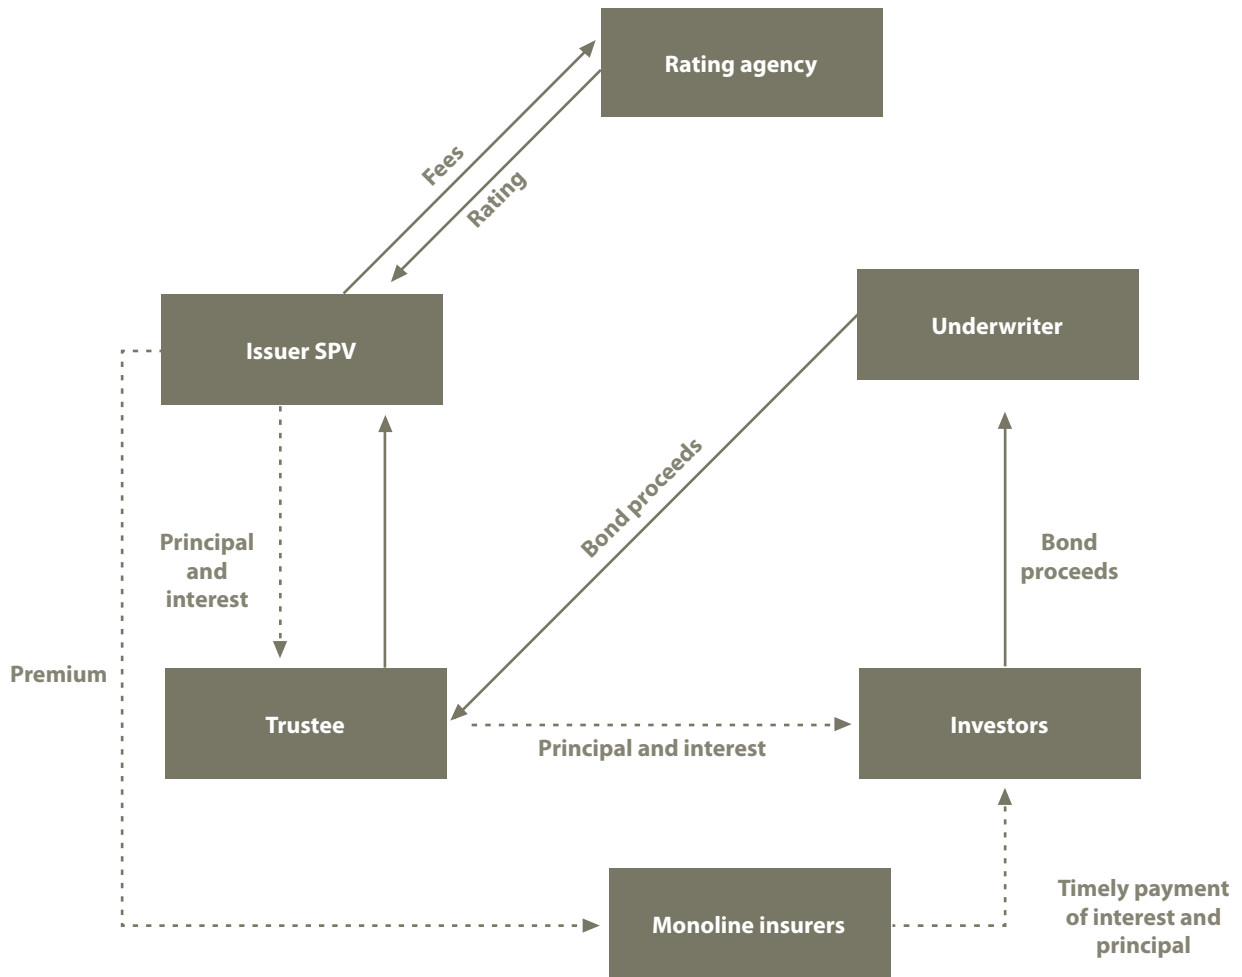 Rating agency
Fees
Rating
Issuer SPV
Underwriter
Bond proceeds
Principal
and
interest
Bond
proceeds
Premium
Trustee
Principal and interest
Investors
Monoline insurers
Timely payment
of interest and
principal